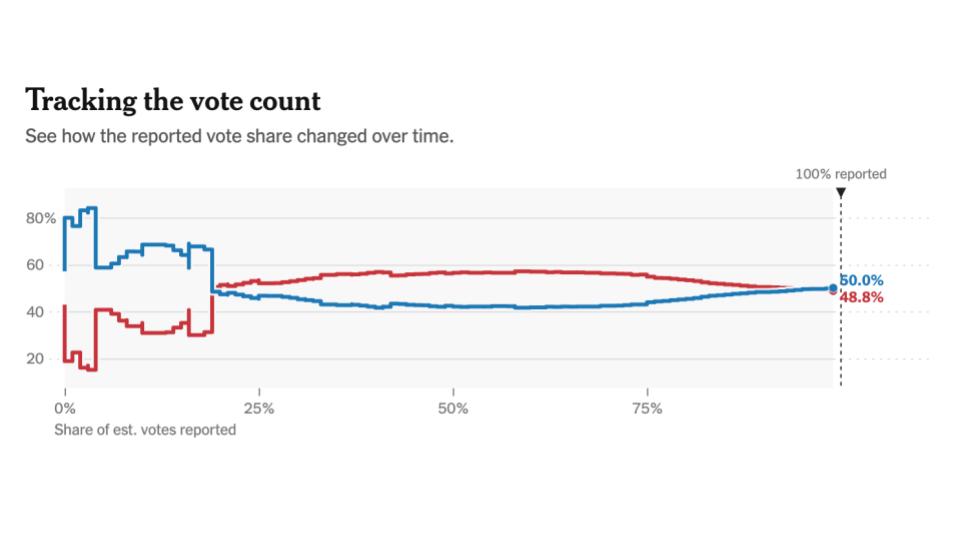 Tracking the vote count
See how the reported vote share changed over time.
100% reported
80%
60
40
20
50.0%
48.8%
0%
25%
50%
75%
Share of est. votes reported